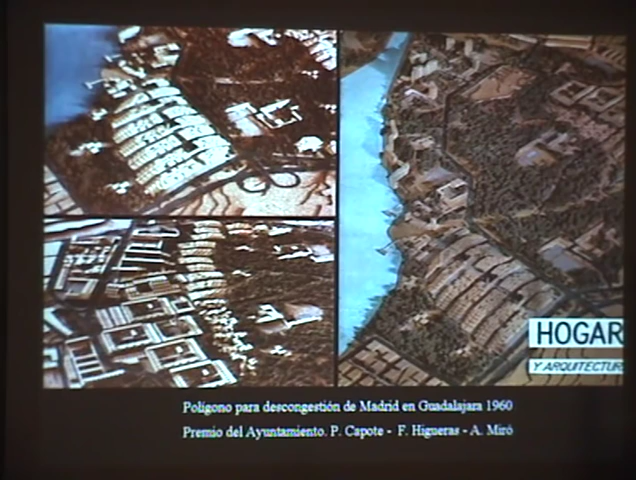 HOGAR
Y ARQUITECTUR
Polígono para descongestión de Madrid en Guadalajara 1960
Premio del Ayuntamiento. P. Capote - F. Higueras - A. Miró